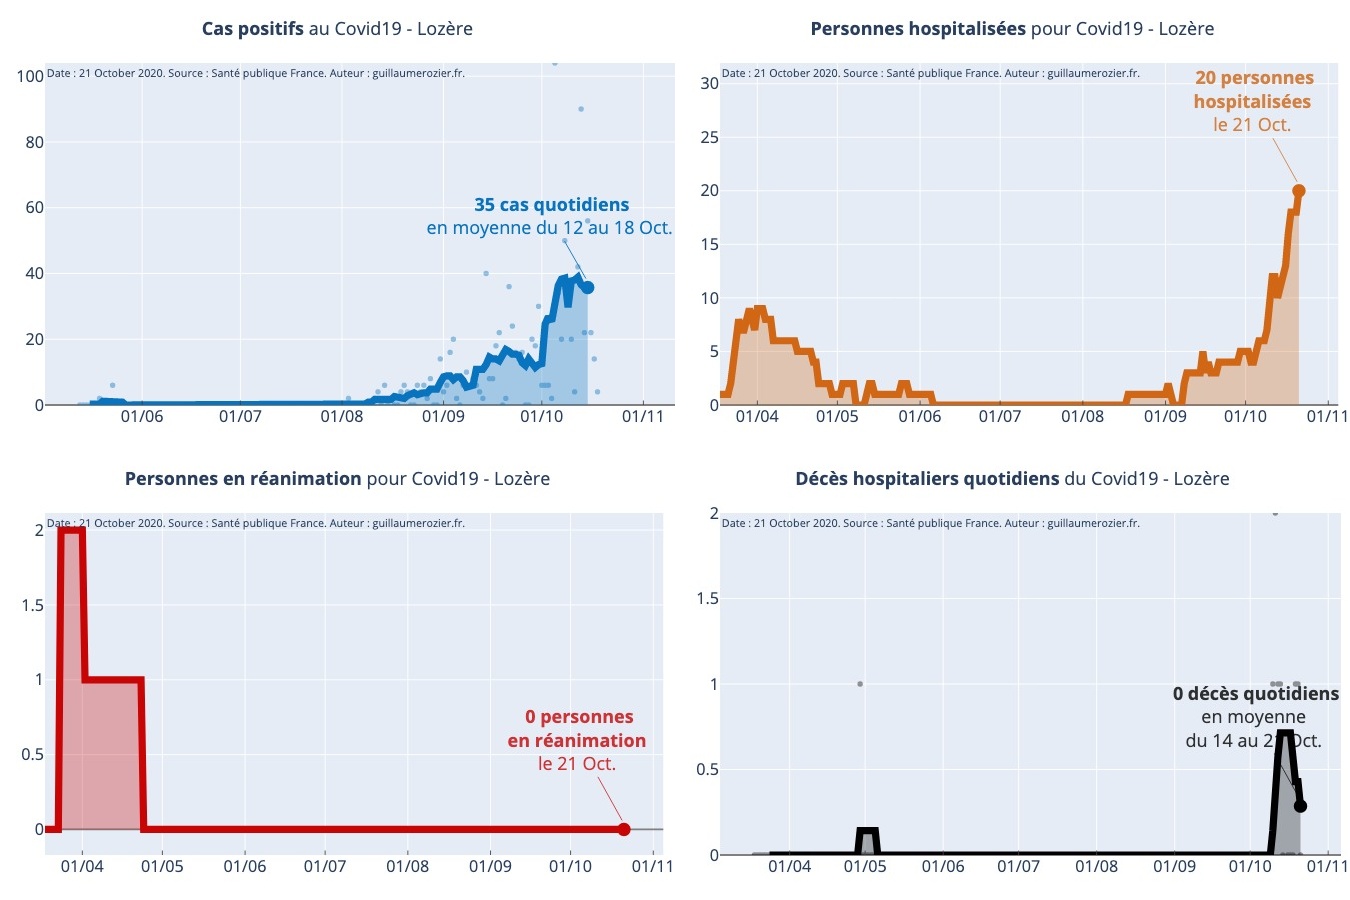 Cas positifs au Covid19 - Lozère
Date : 21 October 2020. Source : Santé publique France. Auteur : guillaumerozier.fr.
100
80
60
40
20
0
35 cas quotidiens
en moyenne du 12 au 18 Oct.
01/06 01/07 01/08 01/09 01/10 01/11
Personnes hospitalisées pour Covid19 - Lozère
Date : 21 October 2020. Source : Santé publique France. Auteur : guillaumerozier.fr.
30
25
20
15
10
5
0
20 personnes
hospitalisées
le 21 Oct.
01/04 01/05 01/06 01/07 01/08 01/09 01/10 01/11
Personnes en réanimation pour Covid19 - Lozère
Date : 21 October 2020. Source : Santé publique France. Auteur : guillaumerozier.fr.
2
1.5
1
0.5
0
0 personnes
en réanimation
le 21 Oct.
01/04 01/05 01/06 01/07 01/08 01/09 01/10 01/11
Décès hospitaliers quotidiens du Covid19 - Lozère
Date : 21 October 2020. Source : Santé publique France. Auteur : guillaumerozier.fr.
2
1.5
1
0.5
0
0 décès quotidiens
en moyenne
du 14 au 21 Oct.
01/04 01/05 01/06 01/07 01/08 01/09 01/10 01/11